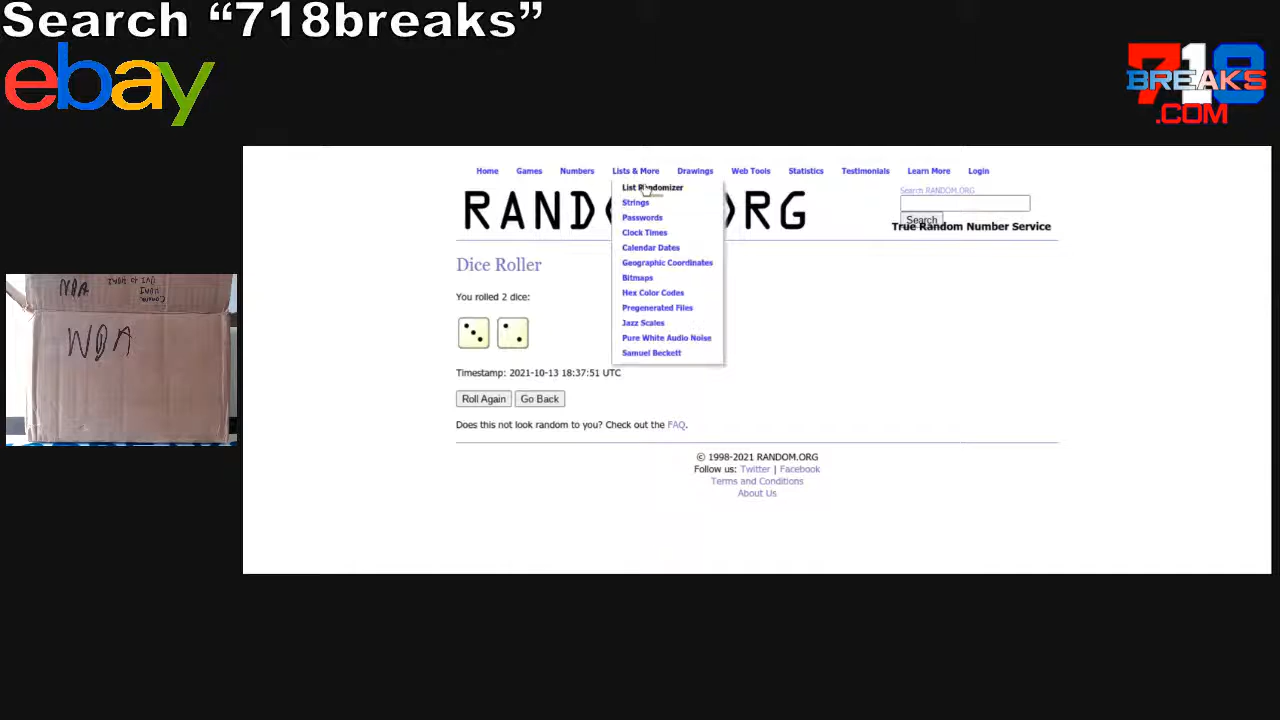 Search “718breaks”
ebay
718
BREAKS
.COM
Home Games Numbers Lists & More Drawings Web Tools Statistics Testimonials Learn More Login
List Randomizer
Strings
Passwords
Clock Times
Calendar Dates
Geographic Coordinates
Bitmaps
Hex Color Codes
Pregenerated Files
Jazz Scales
Pure White Audio Noise
Samuel Beckett
Search RANDOM.ORG
Search
True Random Number Service
Dice Roller
You rolled 2 dice:
Timestamp: 2021-10-13 18:37:51 UTC
Roll Again Go Back
Does this not look random to you? Check out the FAQ.
© 1998-2021 RANDOM.ORG
Follow us: Twitter | Facebook
Terms and Conditions
About Us